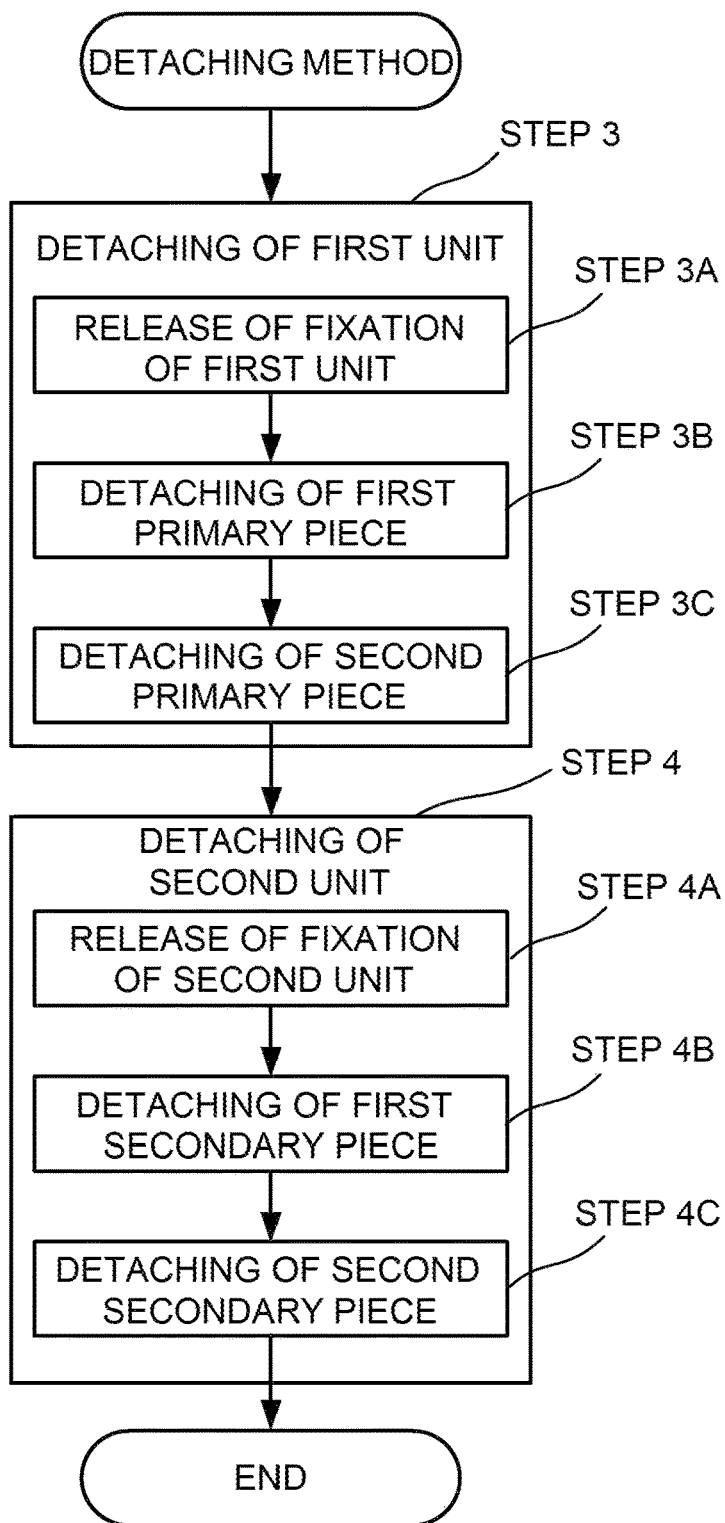 DETACHING METHOD
STEP 3
DETACHING OF FIRST UNIT
STEP 3A
RELEASE OF FIXATION
OF FIRST UNIT
STEP 3B
DETACHING OF FIRST
PRIMARY PIECE
STEP 3C
DETACHING OF SECOND
PRIMARY PIECE
STEP 4
DETACHING OF
SECOND UNIT
STEP 4A
RELEASE OF FIXATION
OF SECOND UNIT
STEP 4B
DETACHING OF FIRST
SECONDARY PIECE
STEP 4C
DETACHING OF SECOND
SECONDARY PIECE
END